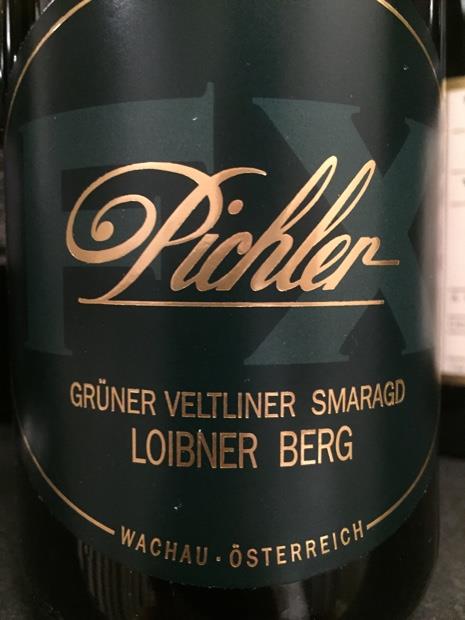 FX
Pichler
GRÜNER VELTLINER SMARAGD
LOIBNER BERG
WACHAU · ÖSTERREICH